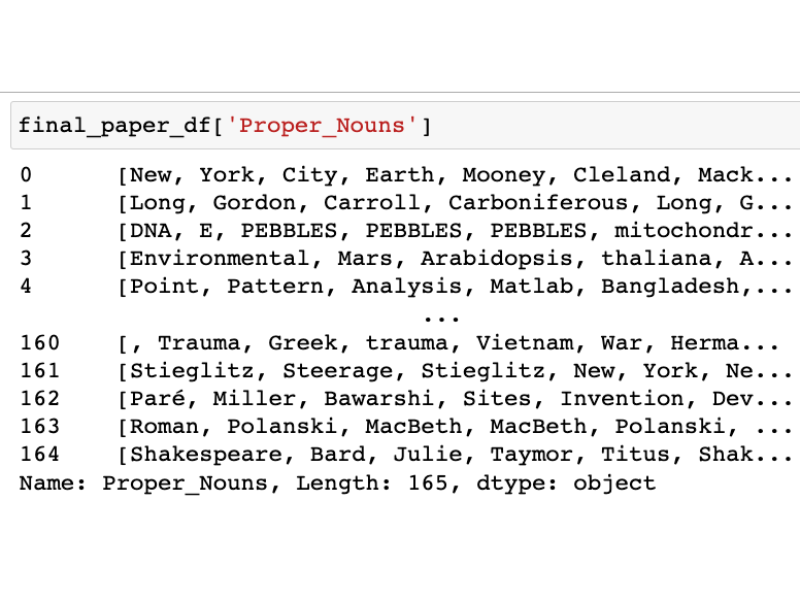 final_paper_df['Proper_Nouns']
0 [New, York, City, Earth, Mooney, Cleland, Mack...
1 [Long, Gordon, Carroll, Carboniferous, Long, G...
2 [DNA, E, PEBBLES, PEBBLES, PEBBLES, mitochondr...
3 [Environmental, Mars, Arabidopsis, thaliana, A...
4 [Point, Pattern, Analysis, Matlab, Bangladesh,...
...
160 [, Trauma, Greek, trauma, Vietnam, War, Herma...
161 [Stieglitz, Steerage, Stieglitz, New, York, Ne...
162 [Paré, Miller, Bawarshi, Sites, Invention, Dev...
163 [Roman, Polanski, MacBeth, MacBeth, Polanski, ...
164 [Shakespeare, Bard, Julie, Taymor, Titus, Shak...
Name: Proper_Nouns, Length: 165, dtype: object